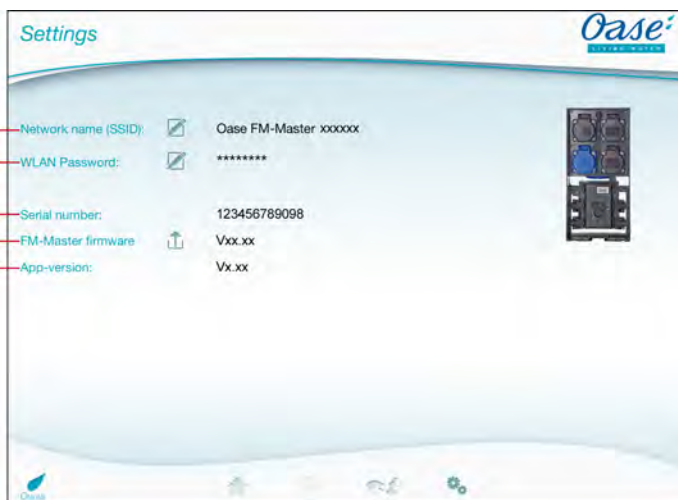 Settings
Oase
LIVING WATER
Network name (SSID): Oase FM-Master xxxxxx
WLAN Password: ********
Serial number: 123456789098
FM-Master firmware Vxx.xx
App-version: Vx.xx
Oase